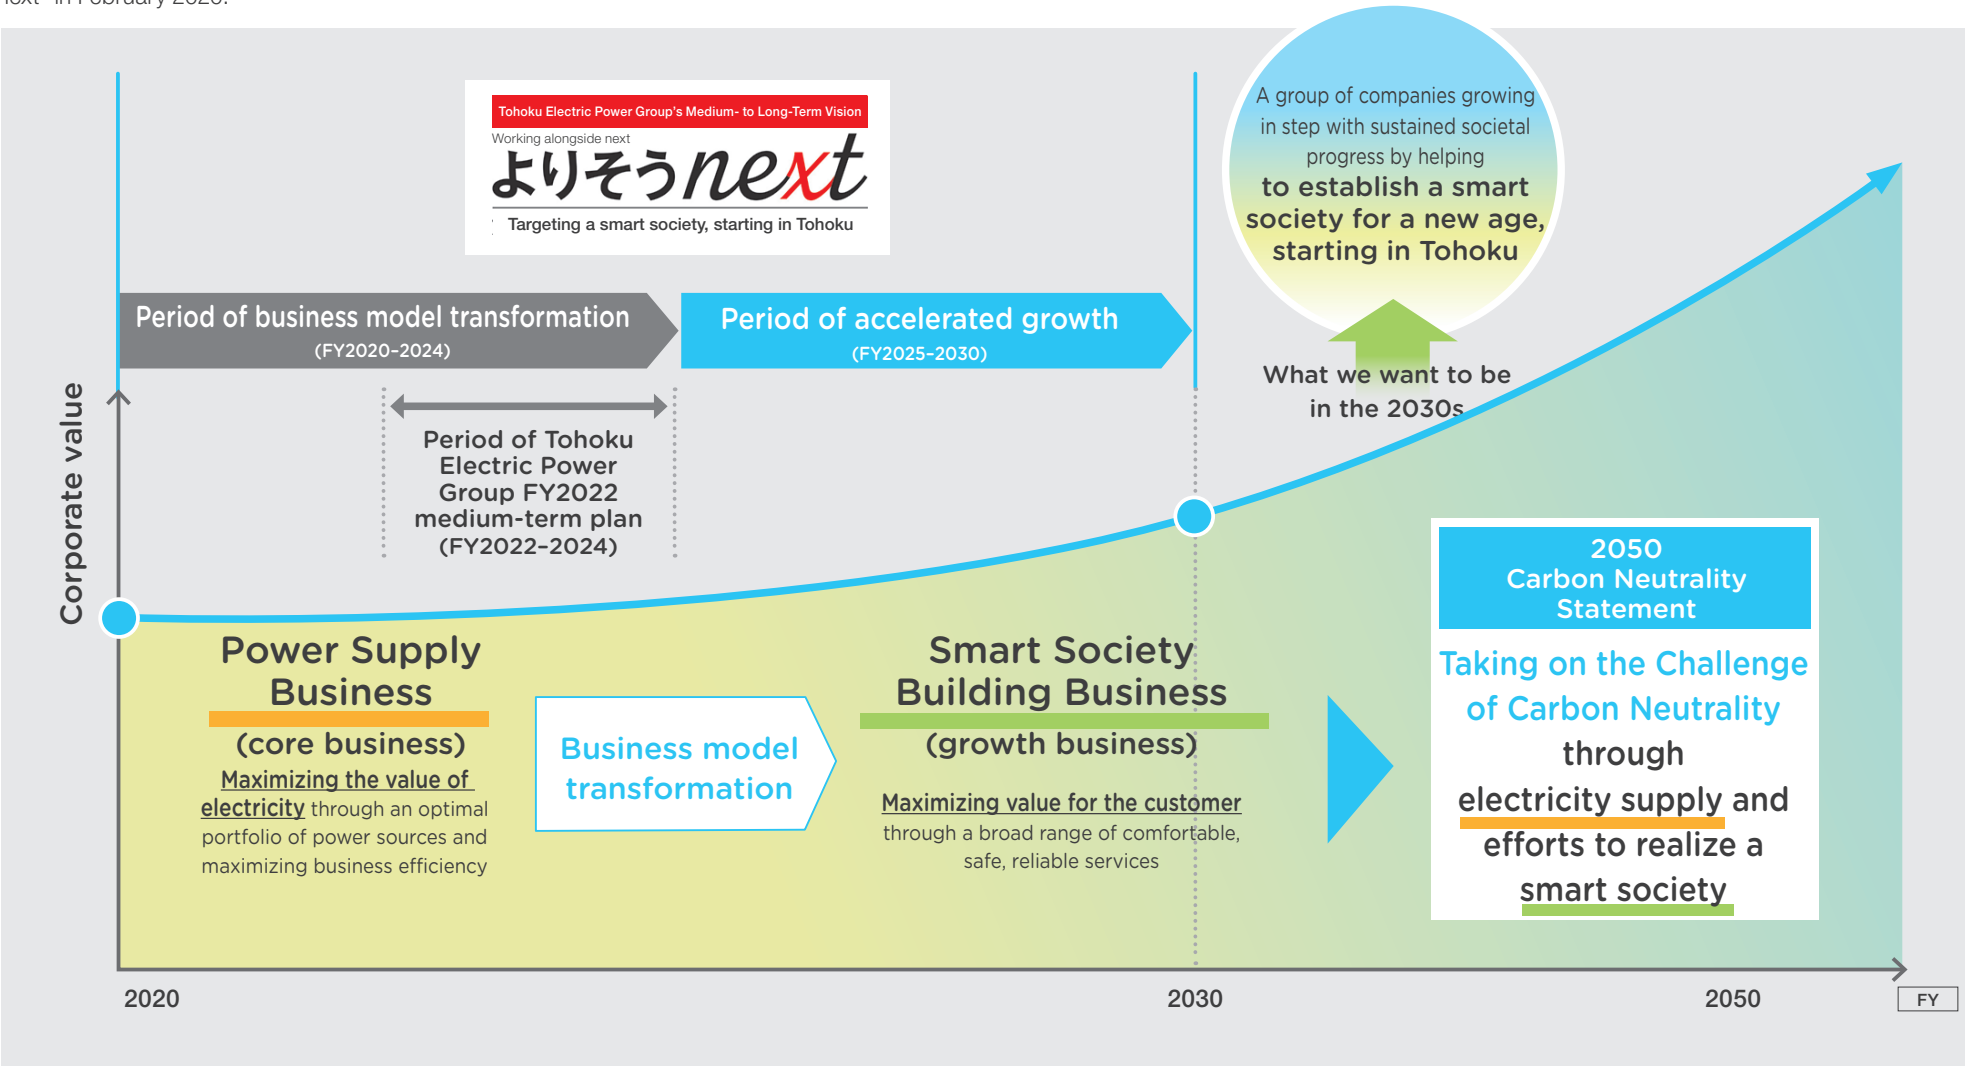 next" in February 2020.
Tohoku Electric Power Group's Medium- to Long-Term Vision
Working alongside next
よりそうnext
Targeting a smart society, starting in Tohoku
A group of companies growing
in step with sustained societal
progress by helping
to establish a smart
society for a new age,
starting in Tohoku
What we want to be
in the 2030s
Period of business model transformation
(FY2020–2024)
Period of accelerated growth
(FY2025–2030)
Period of Tohoku
Electric Power
Group FY2022
medium-term plan
(FY2022–2024)
Corporate value
Power Supply
Business
(core business)
Maximizing the value of
electricity through an optimal
portfolio of power sources and
maximizing business efficiency
Business model
transformation
Smart Society
Building Business
(growth business)
Maximizing value for the customer
through a broad range of comfortable,
safe, reliable services
2050
Carbon Neutrality
Statement
Taking on the Challenge
of Carbon Neutrality
through
electricity supply and
efforts to realize a
smart society
2020
2030
2050
FY